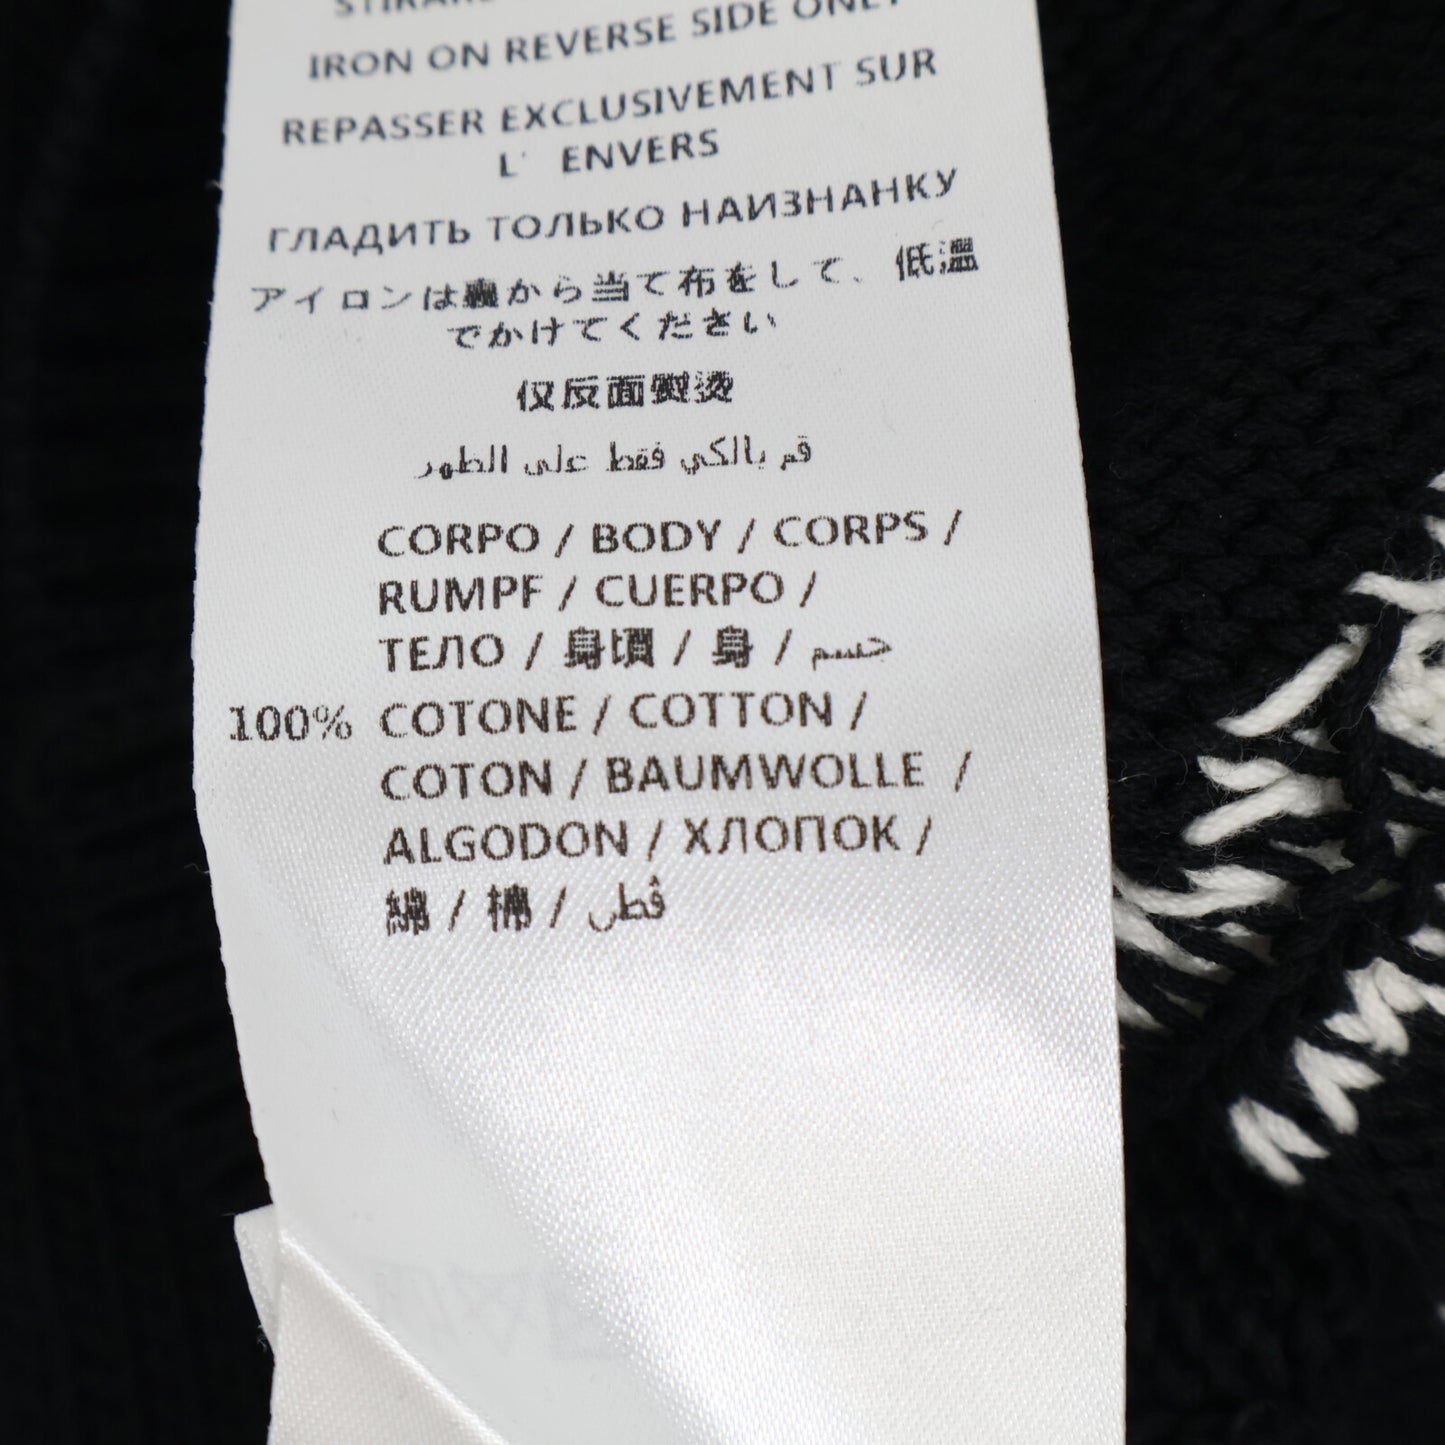 IRON ON REVERSE SIDE ONLY
REPASSER EXCLUSIVEMENT SUR
L' ENVERS
ГЛАДИТЬ ТОЛЬКО НАИЗНАНКУ
アイロンは裏から当て布をして、低温
でかけてください
仅反面熨烫
قم بالكي فقط على الظهر
CORPO / BODY / CORPS /
RUMPF / CUERPO /
ТЕЛО / 身頃 / 身 / جسم
100% COTONE / COTTON /
COTON / BAUMWOLLE /
ALGODON / ХЛОПОК /
綿 / 棉 / قطن